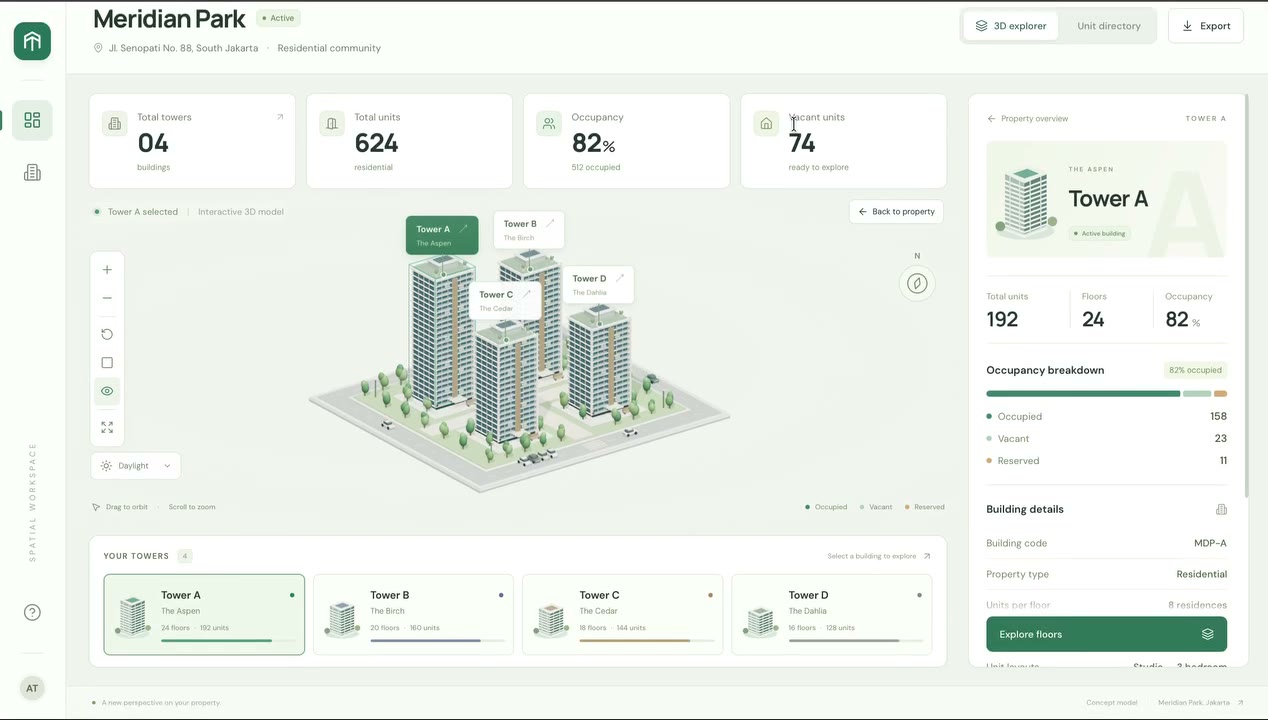 Meridian Park
Active
Jl. Senopati No. 88, South Jakarta · Residential community
3D explorer
Unit directory
Export
Total towers
04
buildings
Total units
624
residential
Occupancy
82%
512 occupied
Vacant units
74
ready to explore
Tower A selected | Interactive 3D model
Back to property
Tower A
The Aspen
Tower B
The Birch
Tower C
The Cedar
Tower D
The Dahlia
N
Daylight
Drag to orbit · Scroll to zoom
Occupied
Vacant
Reserved
YOUR TOWERS 4
Select a building to explore
Tower A
The Aspen
24 floors · 192 units
Tower B
The Birch
20 floors · 160 units
Tower C
The Cedar
18 floors · 144 units
Tower D
The Dahlia
16 floors · 128 units
Property overview
TOWER A
THE ASPEN
Tower A
Active building
A
Total units
192
Floors
24
Occupancy
82 %
Occupancy breakdown
82% occupied
Occupied 158
Vacant 23
Reserved 11
Building details
Building code MDP-A
Property type Residential
Units per floor 8 residences
Explore floors
Unit layouts Studio – 3 bedroom
SPATIAL WORKSPACE
AT
A new perspective on your property
Concept model
Meridian Park, Jakarta